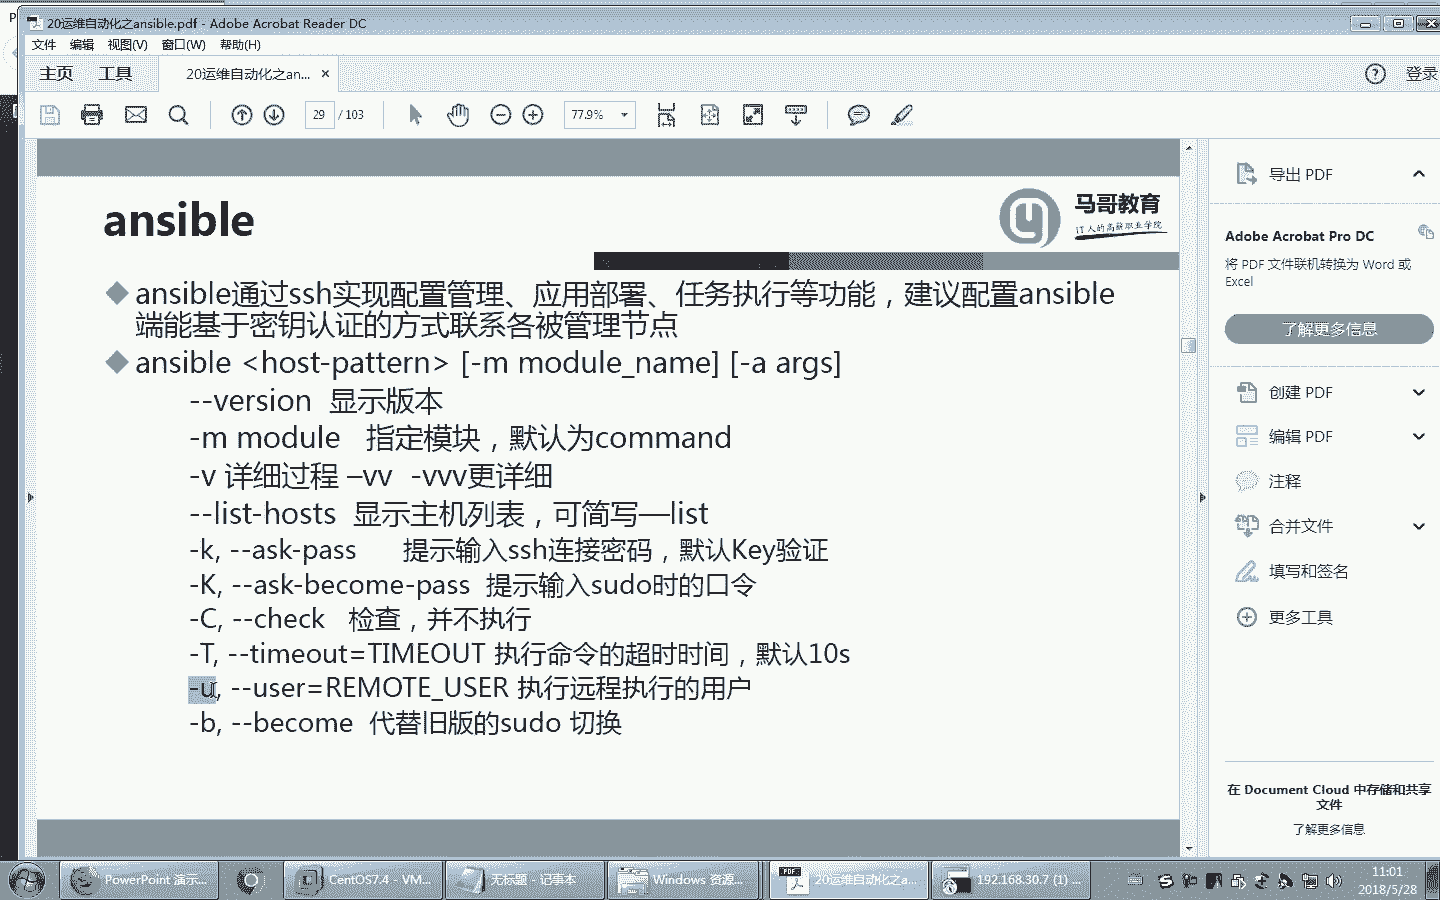 20运维自动化之ansible.pdf - Adobe Acrobat Reader DC
文件 编辑 视图(V) 窗口(W) 帮助(H)
主页 工具 20运维自动化之an... × ? 登录
29 / 103 77.9%
ansible
马哥教育
IT人的高薪职业学院
ansible通过ssh实现配置管理、应用部署、任务执行等功能，建议配置ansible
端能基于密钥认证的方式联系各被管理节点
ansible <host-pattern> [-m module_name] [-a args]
--version 显示版本
-m module 指定模块，默认为command
-v 详细过程 –vv -vvv更详细
--list-hosts 显示主机列表，可简写—list
-k, --ask-pass 提示输入ssh连接密码，默认Key验证
-K, --ask-become-pass 提示输入sudo时的口令
-C, --check 检查，并不执行
-T, --timeout=TIMEOUT 执行命令的超时时间，默认10s
-u, --user=REMOTE_USER 执行远程执行的用户
-b, --become 代替旧版的sudo 切换
导出 PDF
Adobe Acrobat Pro DC
将 PDF 文件联机转换为 Word 或
Excel
了解更多信息
创建 PDF
编辑 PDF
注释
合并文件
填写和签名
更多工具
在 Document Cloud 中存储和共享
文件
了解更多信息
PowerPoint 演示... CentOS7.4 - VM... 无标题 - 记事本 Windows 资源... 20运维自动化之a... 192.168.30.7 (1) ...
11:01
2018/5/28